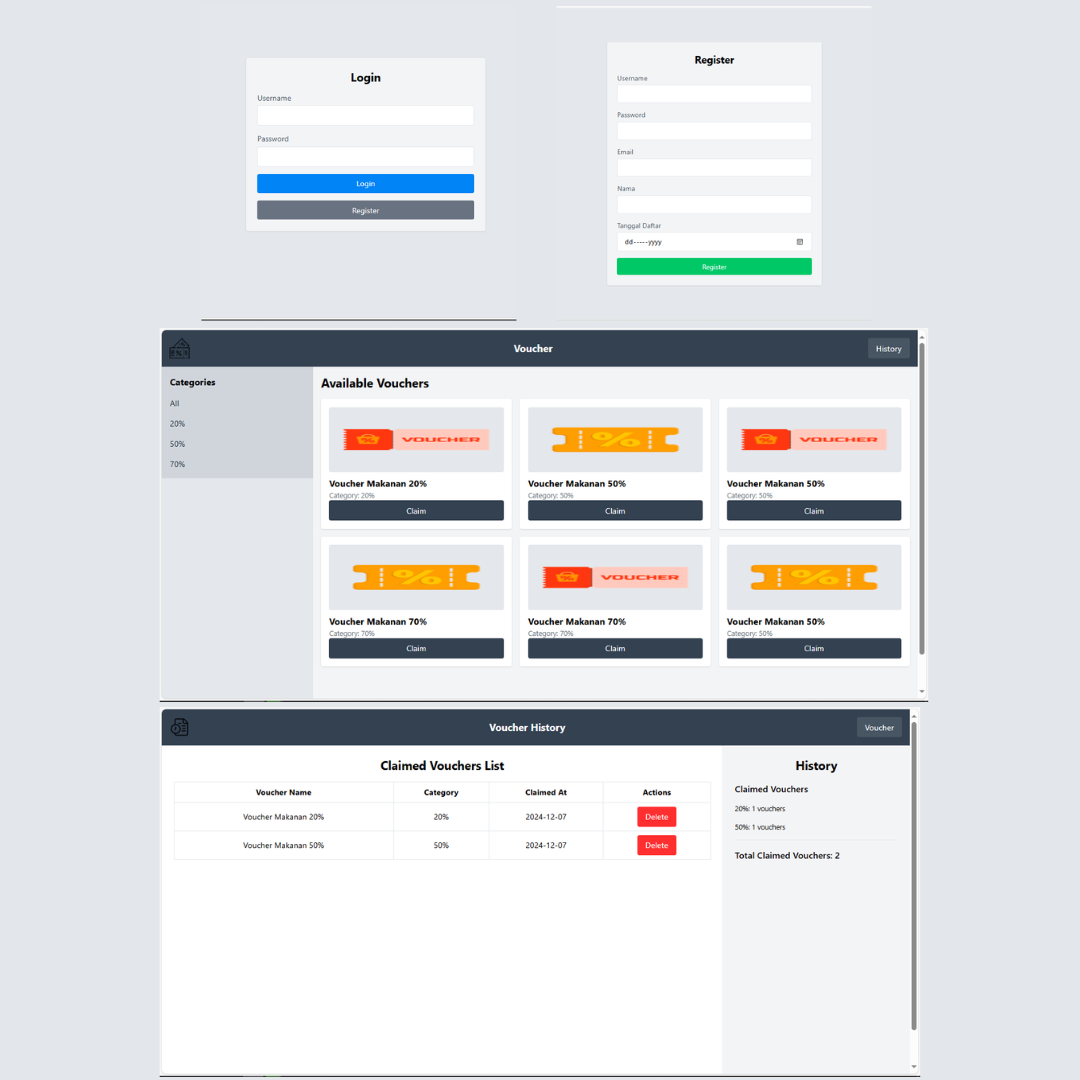 Login
Username
Password
Login
Register
Register
Username
Password
Email
Nama
Tanggal Daftar
dd-----yyyy
Register
Voucher
History
Categories
All
20%
50%
70%
Available Vouchers
VOUCHER
%
VOUCHER
Voucher Makanan 20%
Category: 20%
Claim
Voucher Makanan 50%
Category: 50%
Claim
Voucher Makanan 50%
Category: 50%
Claim
%
VOUCHER
%
Voucher Makanan 70%
Category: 70%
Claim
Voucher Makanan 70%
Category: 70%
Claim
Voucher Makanan 50%
Category: 50%
Claim
Voucher History
Voucher
Claimed Vouchers List
Voucher Name Category Claimed At Actions
Voucher Makanan 20% 20% 2024-12-07 Delete
Voucher Makanan 50% 50% 2024-12-07 Delete
History
Claimed Vouchers
20%: 1 vouchers
50%: 1 vouchers
Total Claimed Vouchers: 2